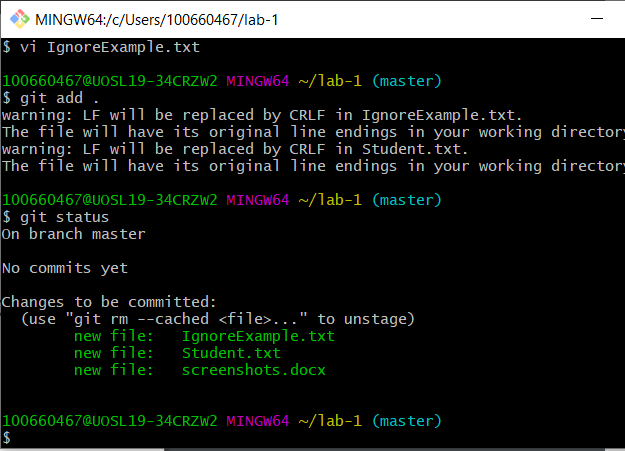 MINGW64:/c/Users/100660467/lab-1
$ vi IgnoreExample.txt
100660467@UOSL19-34CRZW2 MINGW64 ~/lab-1 (master)
$ git add .
warning: LF will be replaced by CRLF in IgnoreExample.txt.
The file will have its original line endings in your working directory
warning: LF will be replaced by CRLF in Student.txt.
The file will have its original line endings in your working directory
100660467@UOSL19-34CRZW2 MINGW64 ~/lab-1 (master)
$ git status
On branch master
No commits yet
Changes to be committed:
  (use "git rm --cached <file>..." to unstage)
        new file:   IgnoreExample.txt
        new file:   Student.txt
        new file:   screenshots.docx
100660467@UOSL19-34CRZW2 MINGW64 ~/lab-1 (master)
$